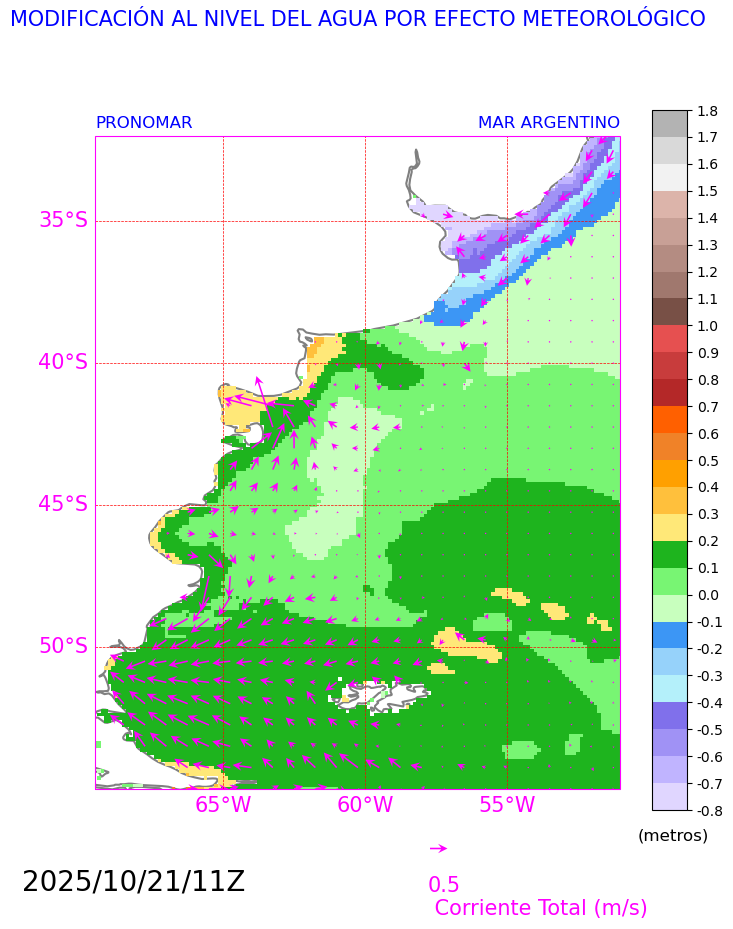 MODIFICACIÓN AL NIVEL DEL AGUA POR EFECTO METEOROLÓGICO
PRONOMAR
MAR ARGENTINO
35°S
40°S
45°S
50°S
65°W
60°W
55°W
1.8
1.7
1.6
1.5
1.4
1.3
1.2
1.1
1.0
0.9
0.8
0.7
0.6
0.5
0.4
0.3
0.2
0.1
0.0
-0.1
-0.2
-0.3
-0.4
-0.5
-0.6
-0.7
-0.8
(metros)
2025/10/21/11Z
0.5
Corriente Total (m/s)